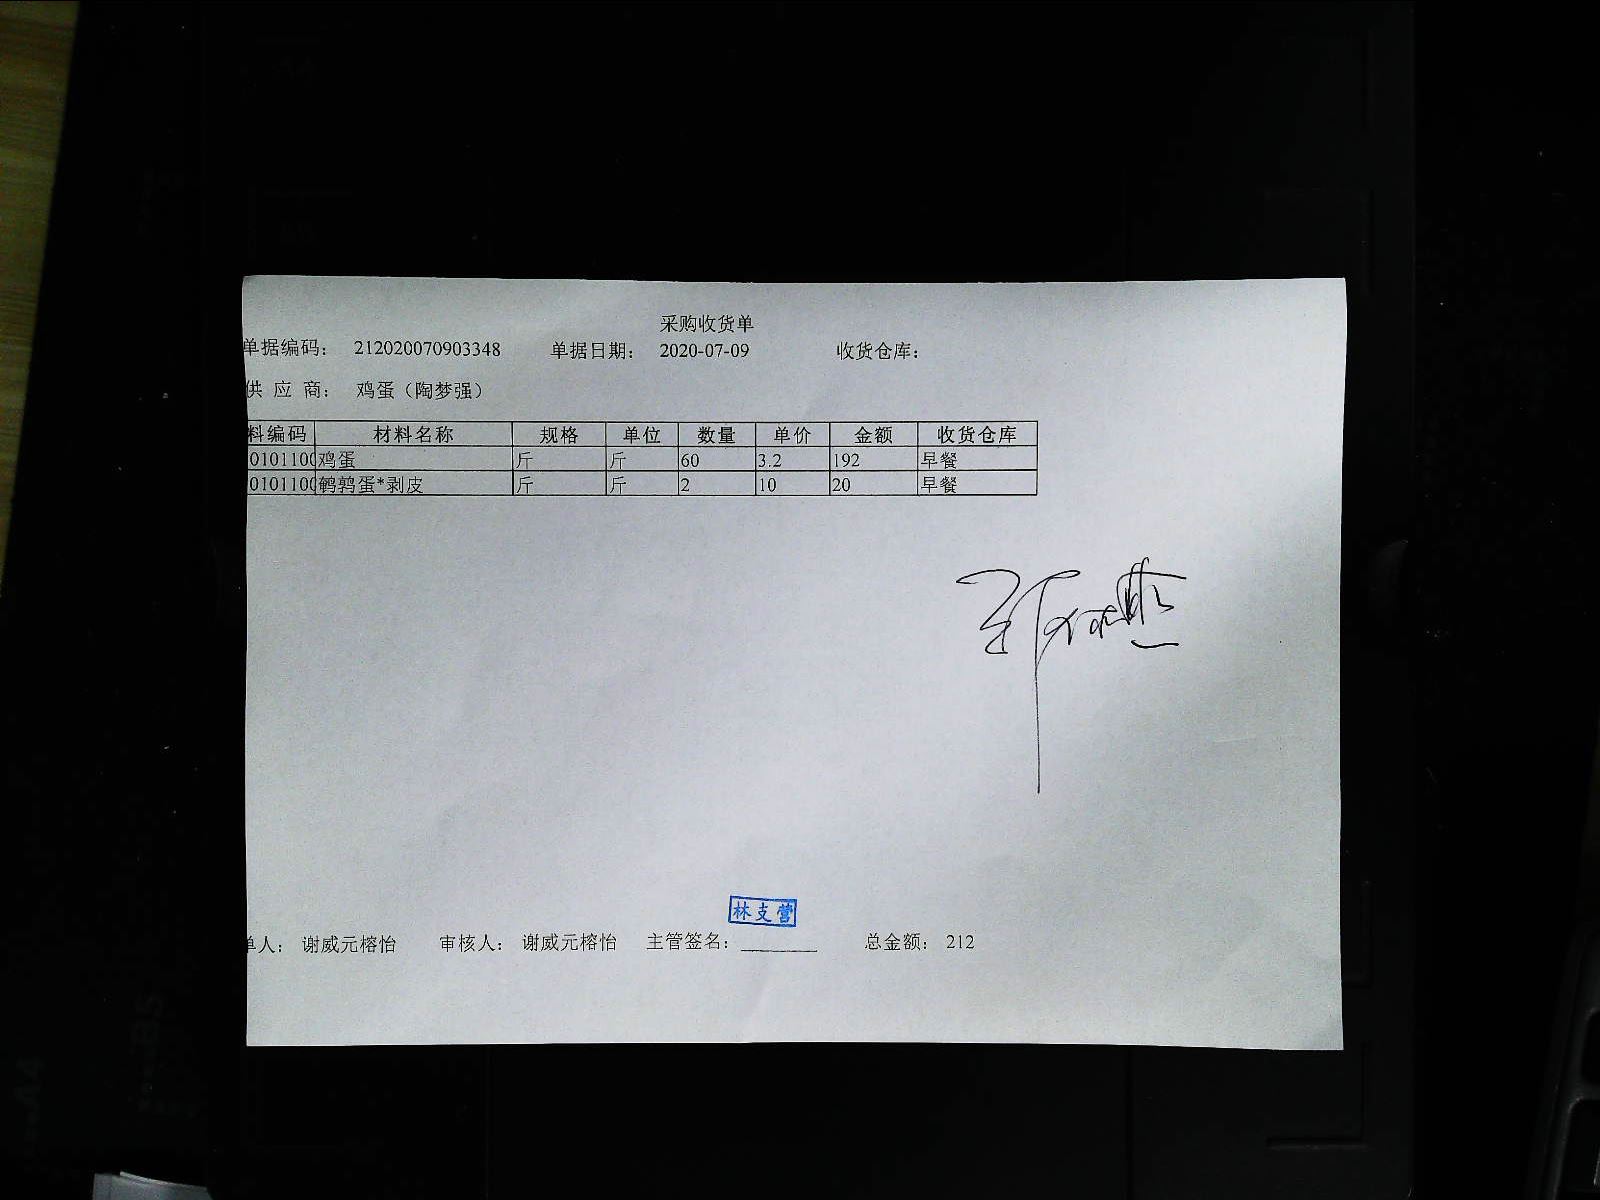 采购收货单
单据编码： 212020070903348 单据日期： 2020-07-09 收货仓库：
供 应 商： 鸡蛋（陶梦强）
料编码 材料名称 规格 单位 数量 单价 金额 收货仓库
0101100 鸡蛋 斤 斤 60 3.2 192 早餐
0101100 鹌鹑蛋*剥皮 斤 斤 2 10 20 早餐
林支营
单人： 谢威元榕怡 审核人： 谢威元榕怡 主管签名： 总金额： 212